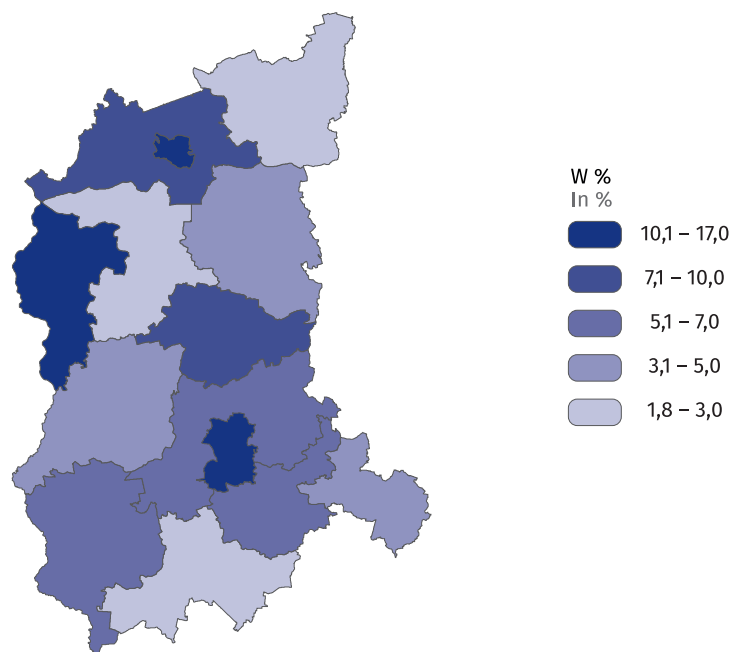 W %
In %
10,1 – 17,0
7,1 – 10,0
5,1 – 7,0
3,1 – 5,0
1,8 – 3,0